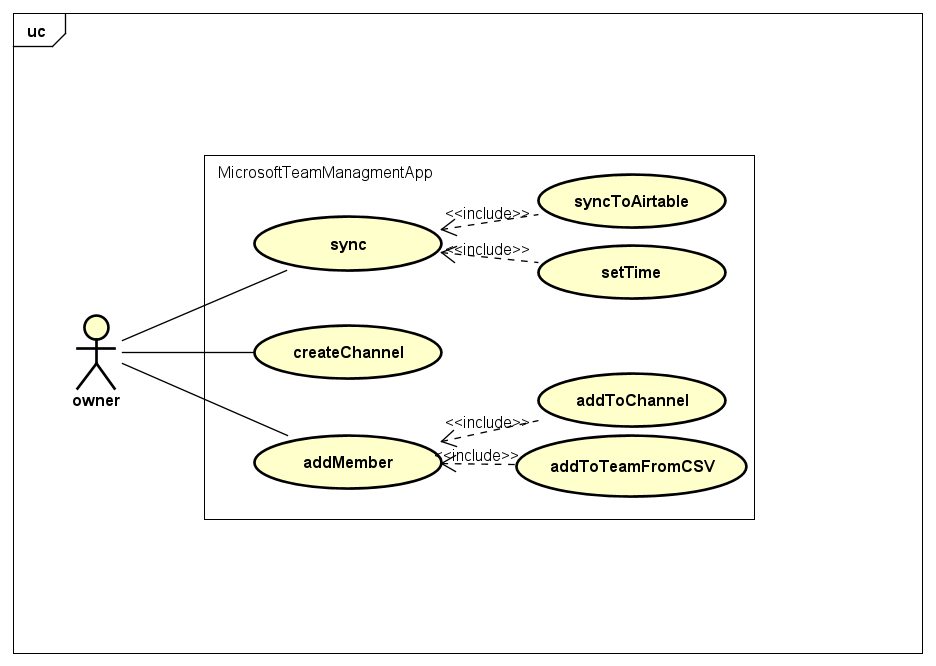 uc
MicrosoftTeamManagmentApp
<<include>>
syncToAirtable
sync
<<include>>
setTime
createChannel
owner
<<include>>
addToChannel
addMember
<<include>>
addToTeamFromCSV